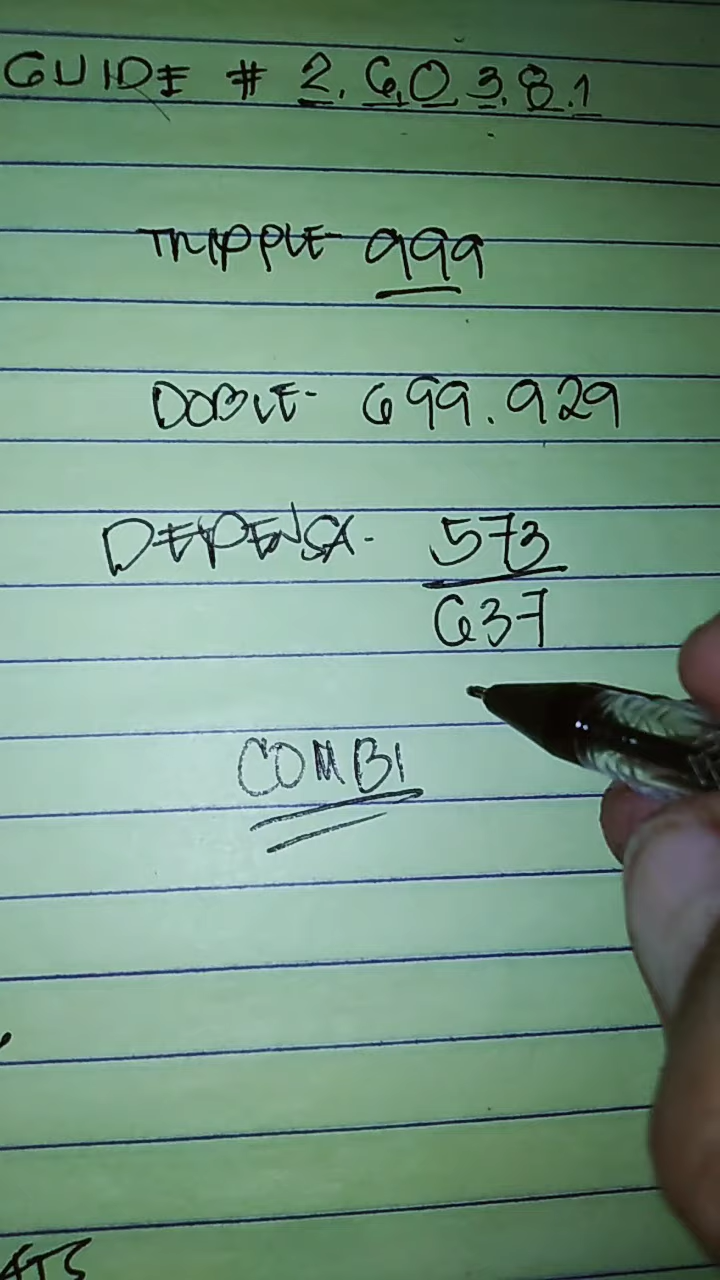 GUIDE # 2.6.0.3.8.1
TRIPPLE- 999
DOBLE- 699.929
DEPENSA- 573
637
COMBI